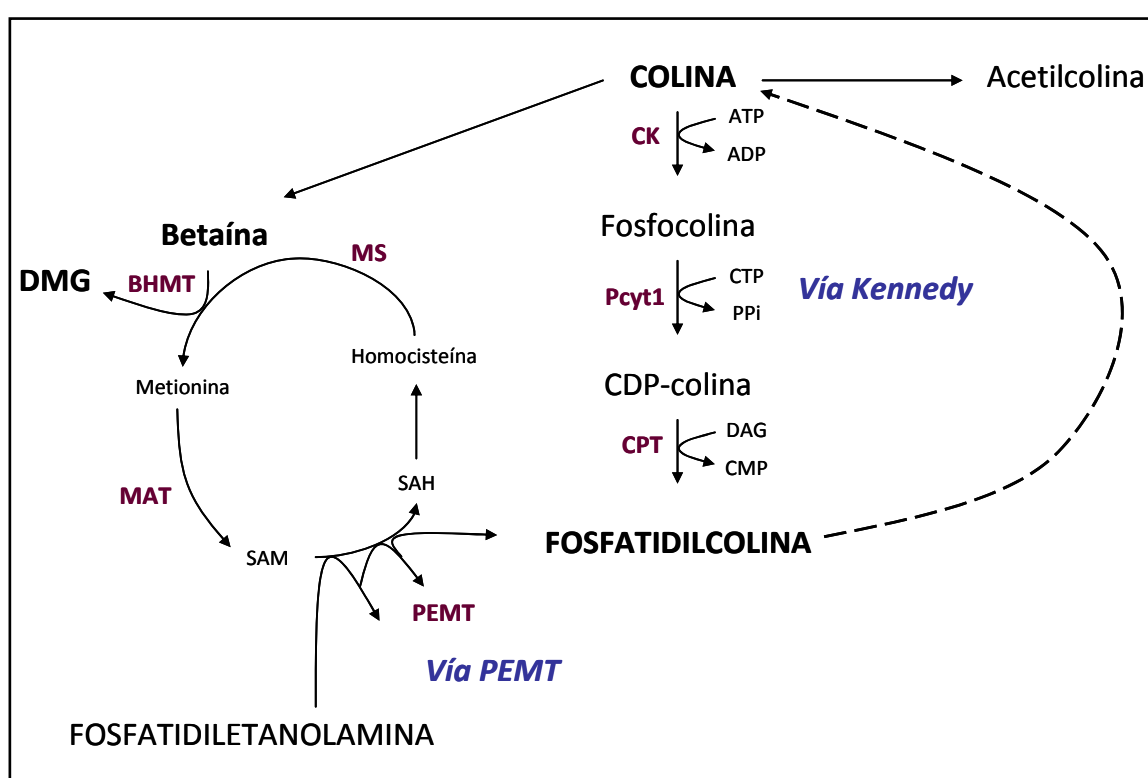 COLINA
Acetilcolina
CK
ATP
ADP
Fosfocolina
Betaína
MS
DMG
BHMT
Pcyt1
CTP
PPi
Vía Kennedy
Homocisteína
Metionina
CDP-colina
CPT
DAG
CMP
MAT
SAH
SAM
FOSFATIDILCOLINA
PEMT
Vía PEMT
FOSFATIDILETANOLAMINA